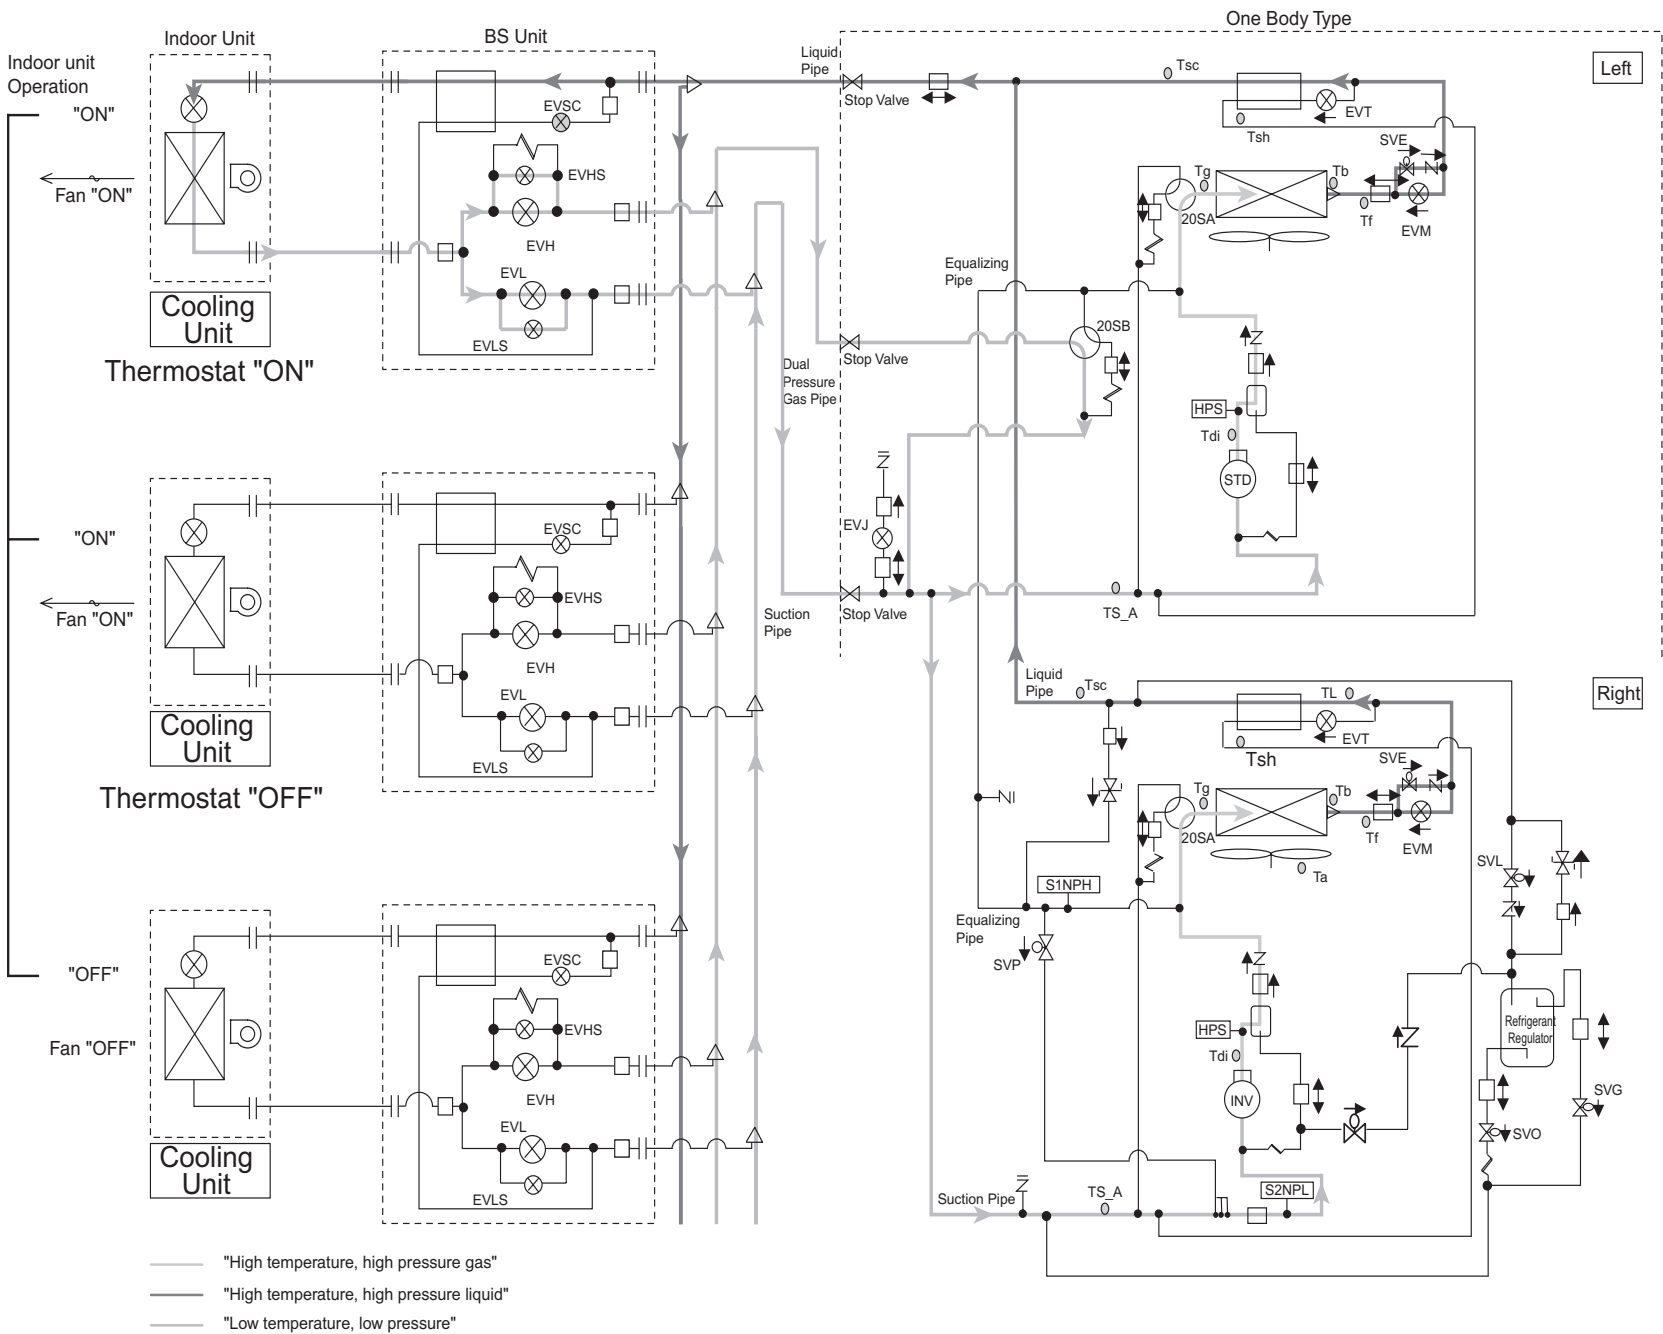 One Body Type
Indoor Unit
BS Unit
Indoor unit
Operation
Liquid
Pipe
Tsc
Left
"ON"
Stop Valve
EVSC
EVT
Tsh
SVE
EVHS
Tg
Tb
Fan "ON"
20SA
Tf
EVM
EVH
Equalizing
Pipe
EVL
Cooling
Unit
20SB
EVLS
Stop Valve
Thermostat "ON"
Dual
Pressure
Gas Pipe
HPS
Tdi
STD
EVJ
"ON"
EVSC
EVHS
Fan "ON"
Suction
Pipe
Stop Valve
TS_A
EVH
Liquid
Pipe
Tsc
TL
Right
EVL
Cooling
Unit
EVT
Tsh
SVE
EVLS
Thermostat "OFF"
Tg
Tb
20SA
Tf
EVM
SVL
Ta
S1NPH
Equalizing
Pipe
SVP
"OFF"
EVSC
EVHS
Fan "OFF"
HPS
Tdi
Refrigerant
Regulator
EVH
INV
SVG
EVL
SVO
Cooling
Unit
EVLS
Suction Pipe
TS_A
S2NPL
"High temperature, high pressure gas"
"High temperature, high pressure liquid"
"Low temperature, low pressure"